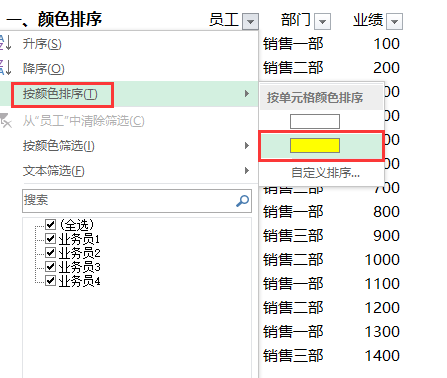 一、颜色排序 员工 部门 业绩
升序(S)
降序(O)
按颜色排序(T)
从“员工”中清除筛选(C)
按颜色筛选(I)
文本筛选(F)
搜索
(全选)
业务员1
业务员2
业务员3
业务员4
按单元格颜色排序
自定义排序...
销售一部 100
销售二部 200
销售二部 700
销售一部 800
销售三部 900
销售二部 1000
销售一部 1100
销售二部 1200
销售一部 1300
销售三部 1400